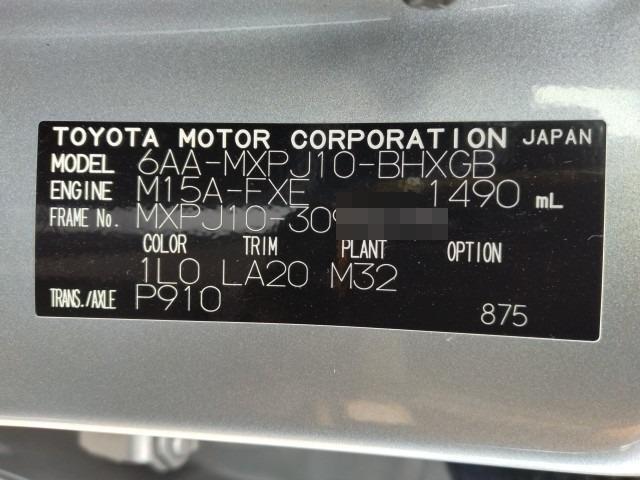 TOYOTA MOTOR CORPORATION JAPAN
MODEL 6AA-MXPJ10-BHXGB
ENGINE M15A-FXE 1490 mL
FRAME No. MXPJ10-309
COLOR TRIM PLANT OPTION
1L0 LA20 M32
TRANS./AXLE P910
875